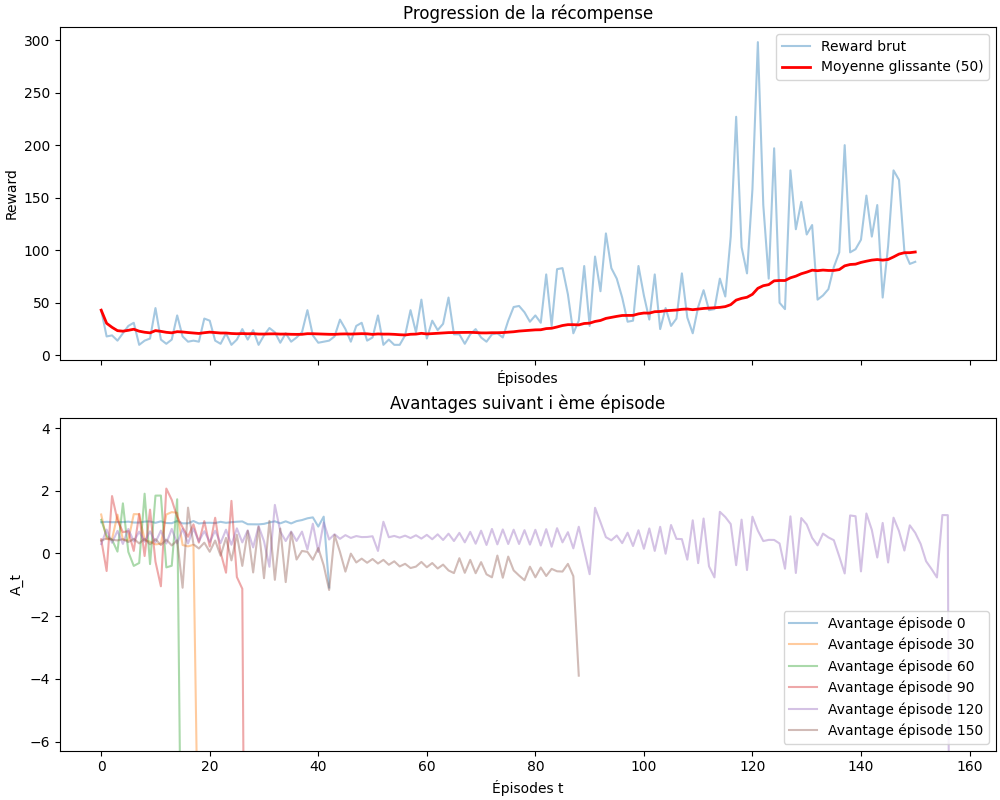 Progression de la récompense
Reward brut
Moyenne glissante (50)
300
250
200
150
100
50
0
Reward
Épisodes
Avantages suivant i ème épisode
4
2
0
−2
−4
−6
A_t
Avantage épisode 0
Avantage épisode 30
Avantage épisode 60
Avantage épisode 90
Avantage épisode 120
Avantage épisode 150
0 20 40 60 80 100 120 140 160
Épisodes t